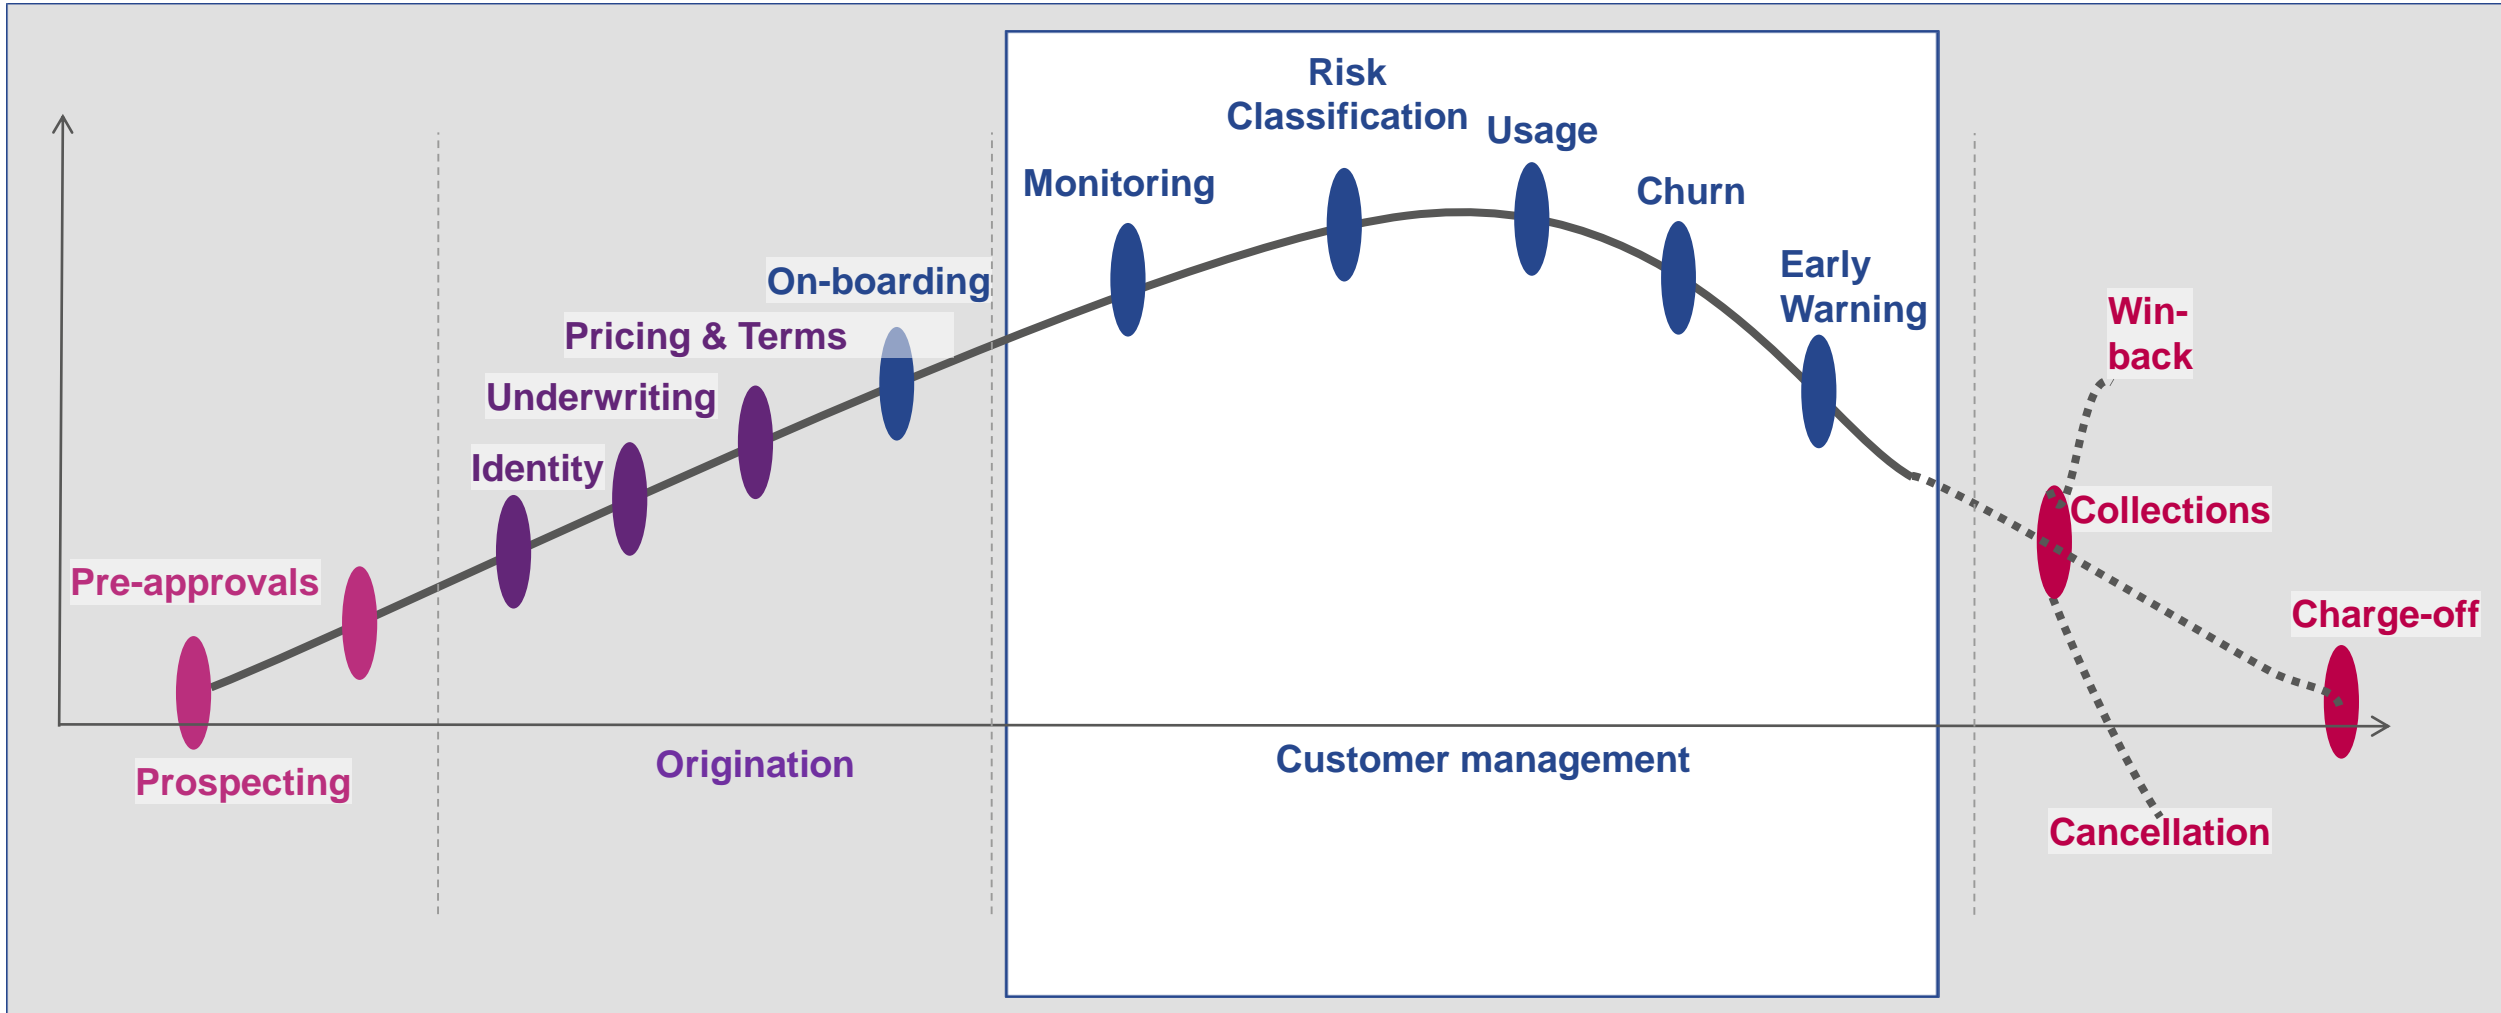 Risk
Classification
Usage
Monitoring
Churn
On-boarding
Early
Warning
Pricing & Terms
Win-
back
Underwriting
Identity
Collections
Pre-approvals
Charge-off
Origination
Customer management
Prospecting
Cancellation